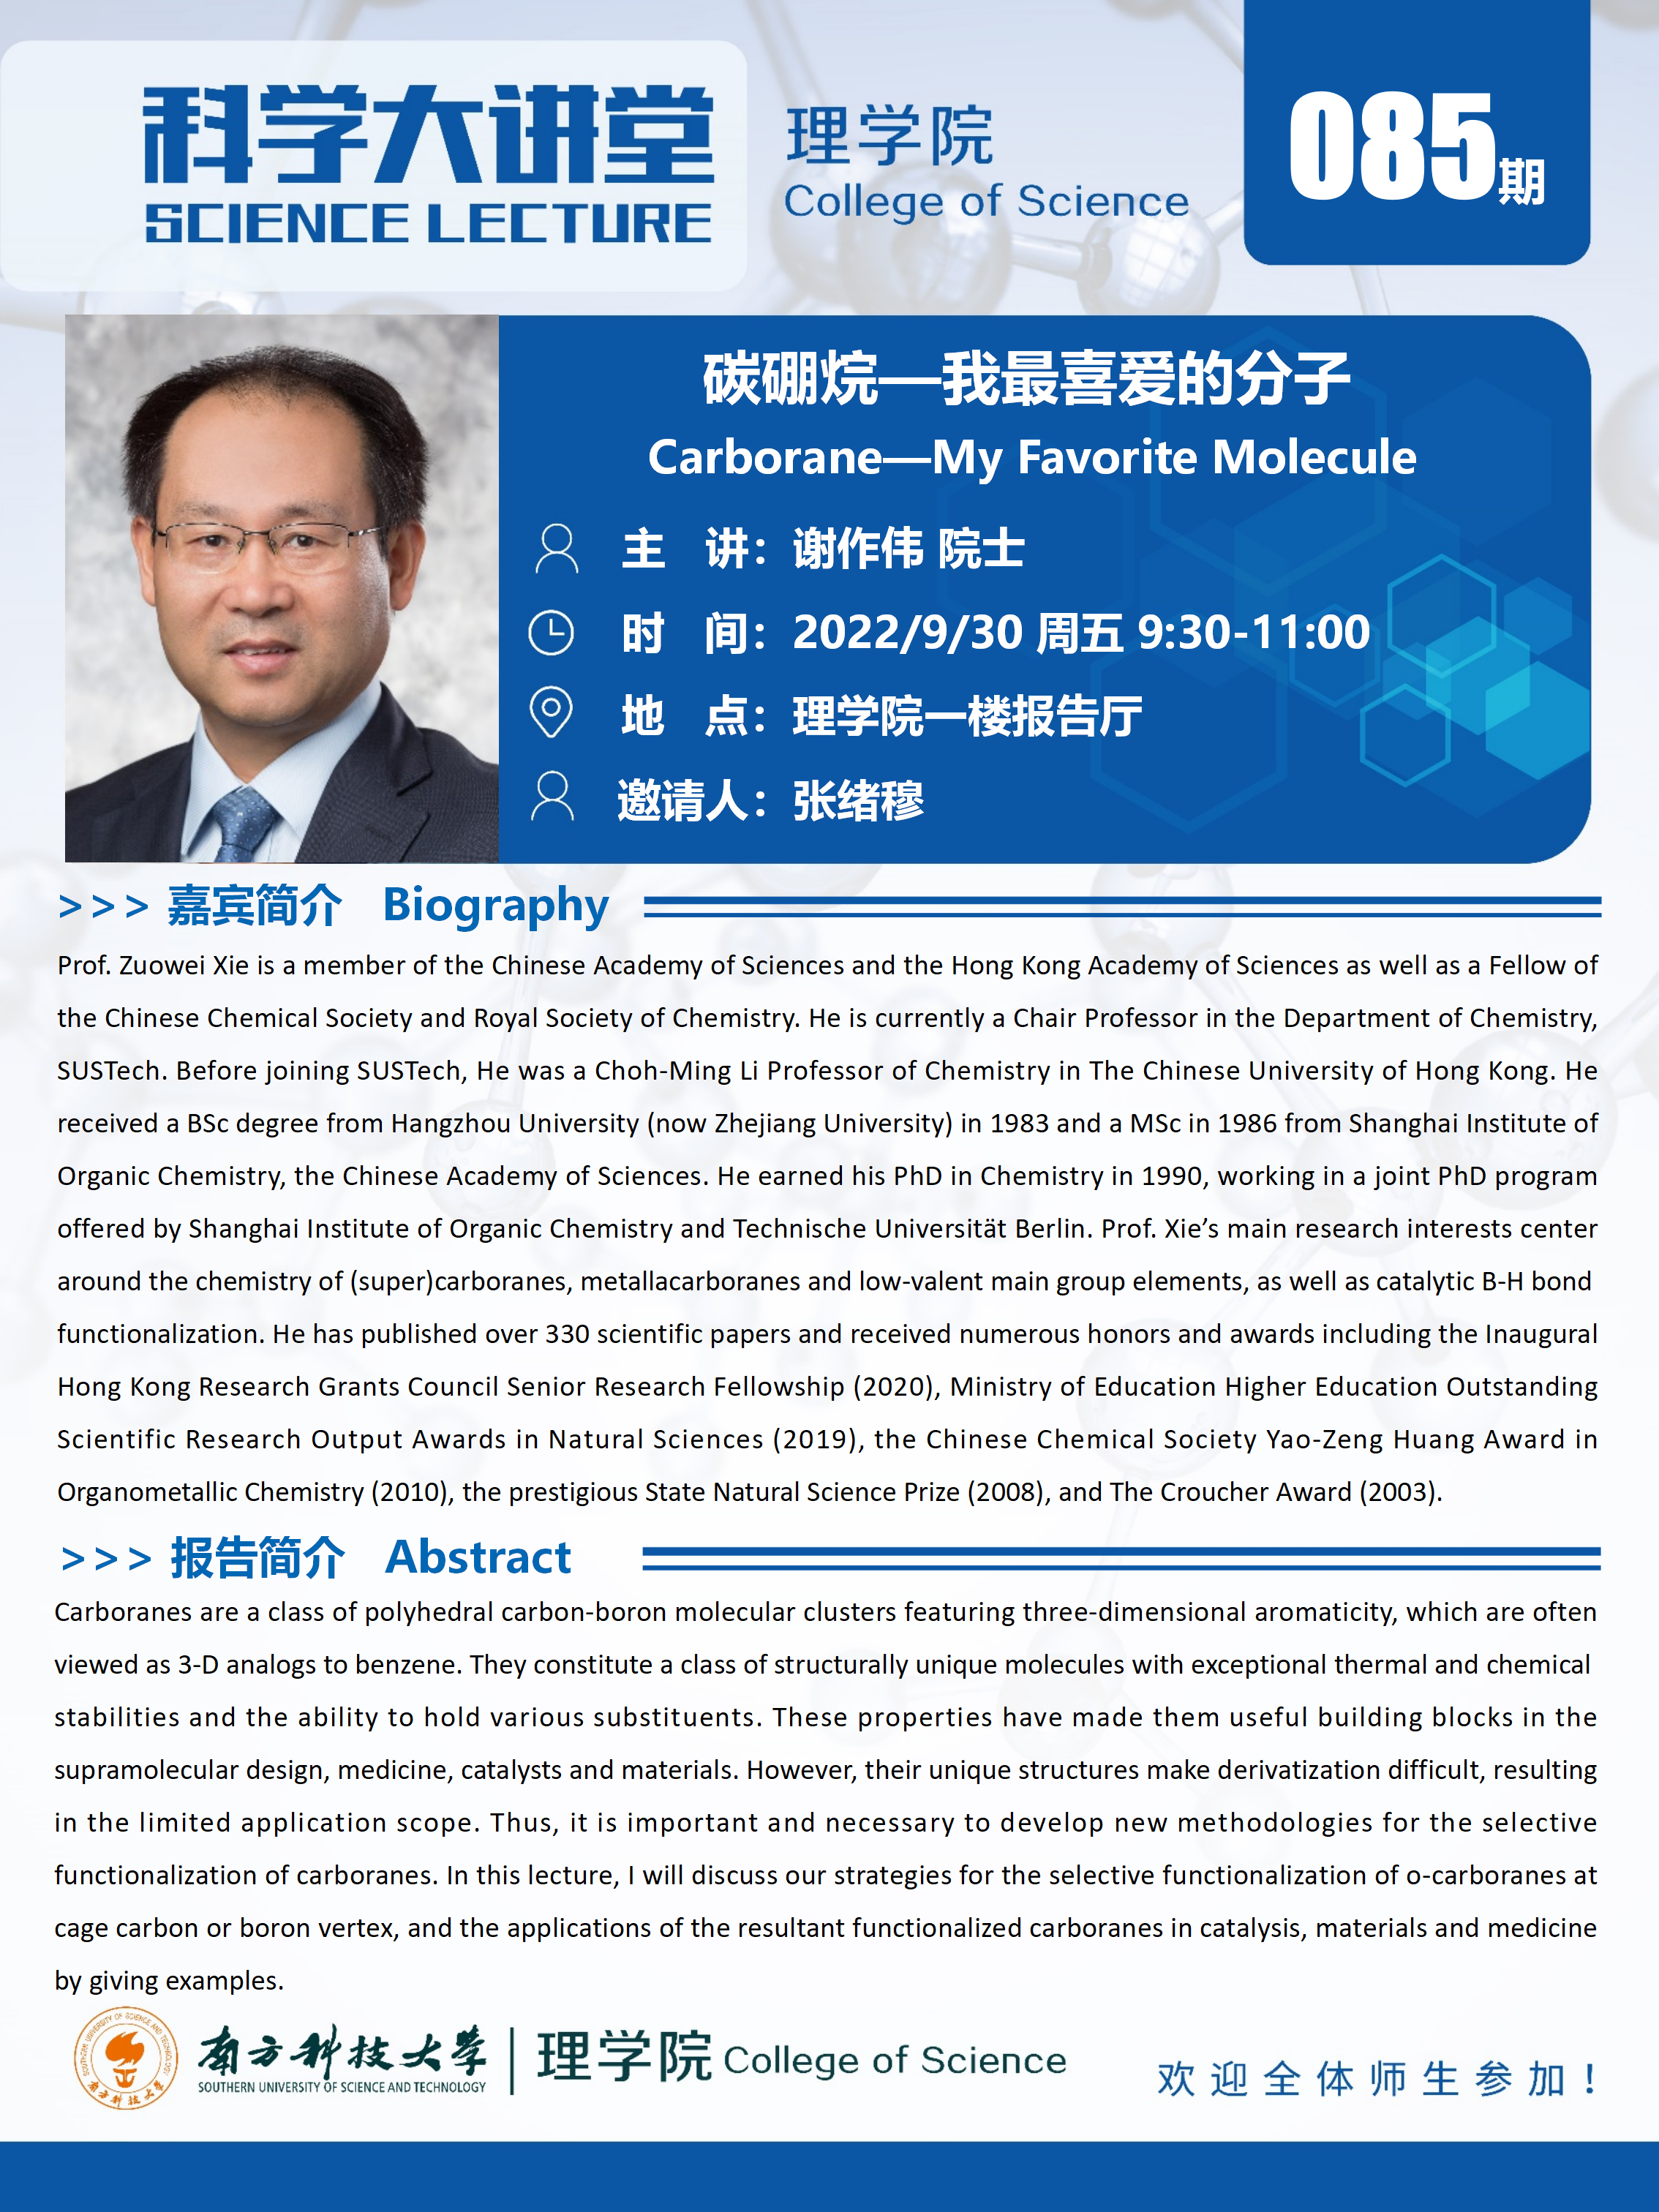 科学大讲堂
SCIENCE LECTURE
理学院
College of Science
085期
碳硼烷—我最喜爱的分子
Carborane—My Favorite Molecule
主 讲：谢作伟 院士
时 间：2022/9/30 周五 9:30-11:00
地 点：理学院一楼报告厅
邀请人：张绪穆
>>> 嘉宾简介 Biography
Prof. Zuowei Xie is a member of the Chinese Academy of Sciences and the Hong Kong Academy of Sciences as well as a Fellow of
the Chinese Chemical Society and Royal Society of Chemistry. He is currently a Chair Professor in the Department of Chemistry,
SUSTech. Before joining SUSTech, He was a Choh-Ming Li Professor of Chemistry in The Chinese University of Hong Kong. He
received a BSc degree from Hangzhou University (now Zhejiang University) in 1983 and a MSc in 1986 from Shanghai Institute of
Organic Chemistry, the Chinese Academy of Sciences. He earned his PhD in Chemistry in 1990, working in a joint PhD program
offered by Shanghai Institute of Organic Chemistry and Technische Universität Berlin. Prof. Xie’s main research interests center
around the chemistry of (super)carboranes, metallacarboranes and low-valent main group elements, as well as catalytic B-H bond
functionalization. He has published over 330 scientific papers and received numerous honors and awards including the Inaugural
Hong Kong Research Grants Council Senior Research Fellowship (2020), Ministry of Education Higher Education Outstanding
Scientific Research Output Awards in Natural Sciences (2019), the Chinese Chemical Society Yao-Zeng Huang Award in
Organometallic Chemistry (2010), the prestigious State Natural Science Prize (2008), and The Croucher Award (2003).
>>> 报告简介 Abstract
Carboranes are a class of polyhedral carbon-boron molecular clusters featuring three-dimensional aromaticity, which are often
viewed as 3-D analogs to benzene. They constitute a class of structurally unique molecules with exceptional thermal and chemical
stabilities and the ability to hold various substituents. These properties have made them useful building blocks in the
supramolecular design, medicine, catalysts and materials. However, their unique structures make derivatization difficult, resulting
in the limited application scope. Thus, it is important and necessary to develop new methodologies for the selective
functionalization of carboranes. In this lecture, I will discuss our strategies for the selective functionalization of o-carboranes at
cage carbon or boron vertex, and the applications of the resultant functionalized carboranes in catalysis, materials and medicine
by giving examples.
SOUTHERN UNIVERSITY OF SCIENCE AND TECHNOLOGY
南方科技大学
南方科技大学
SOUTHERN UNIVERSITY OF SCIENCE AND TECHNOLOGY
理学院 College of Science
欢迎全体师生参加！